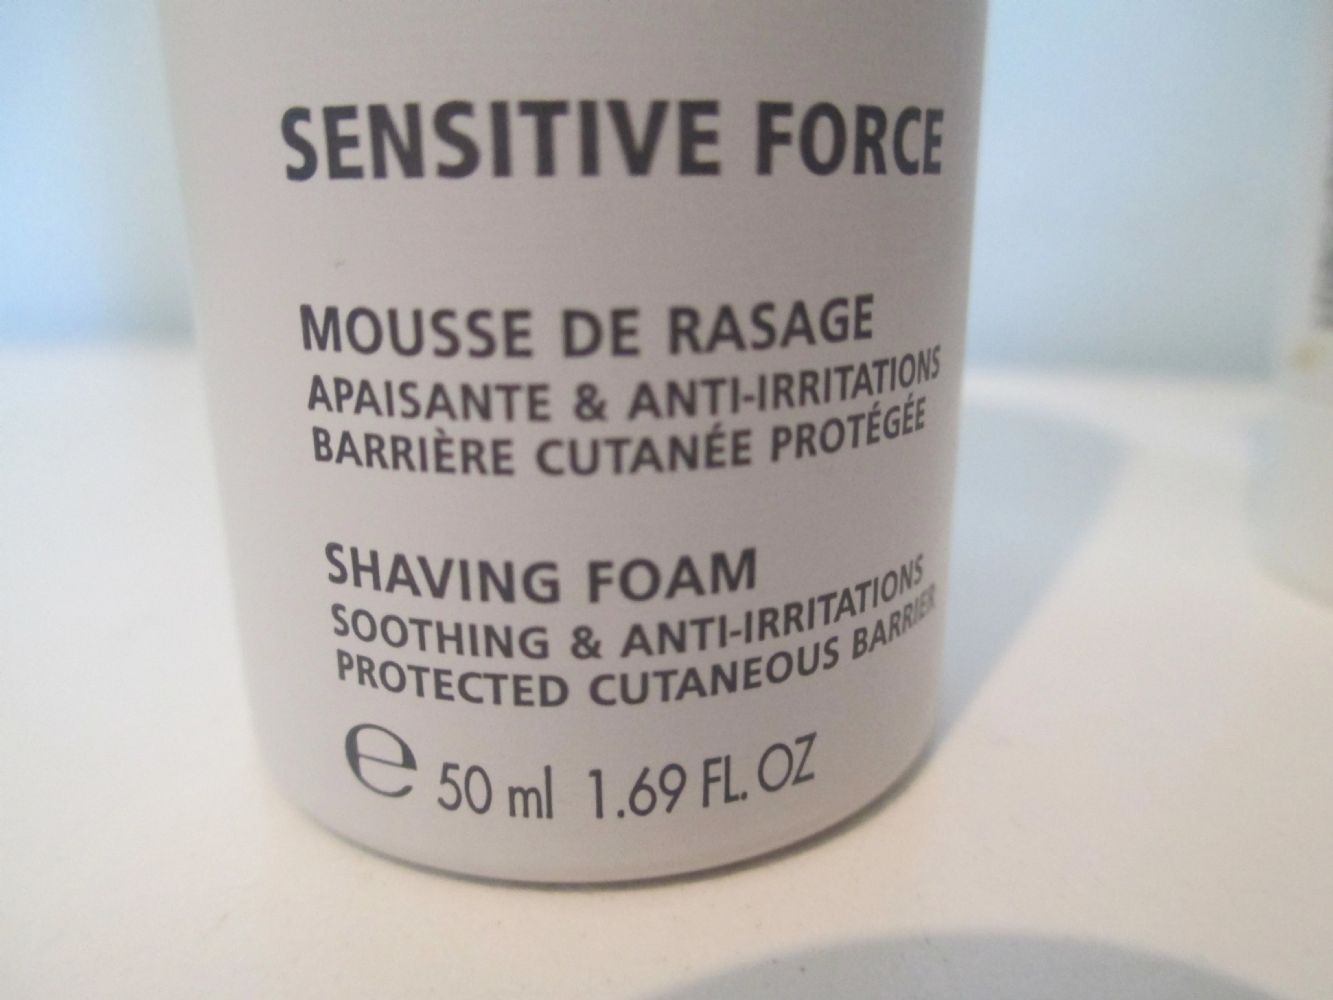 SENSITIVE FORCE
MOUSSE DE RASAGE
APAISANTE & ANTI-IRRITATIONS
BARRIÈRE CUTANÉE PROTÉGÉE
SHAVING FOAM
SOOTHING & ANTI-IRRITATIONS
PROTECTED CUTANEOUS BARRIER
℮ 50 ml 1.69 FL. OZ